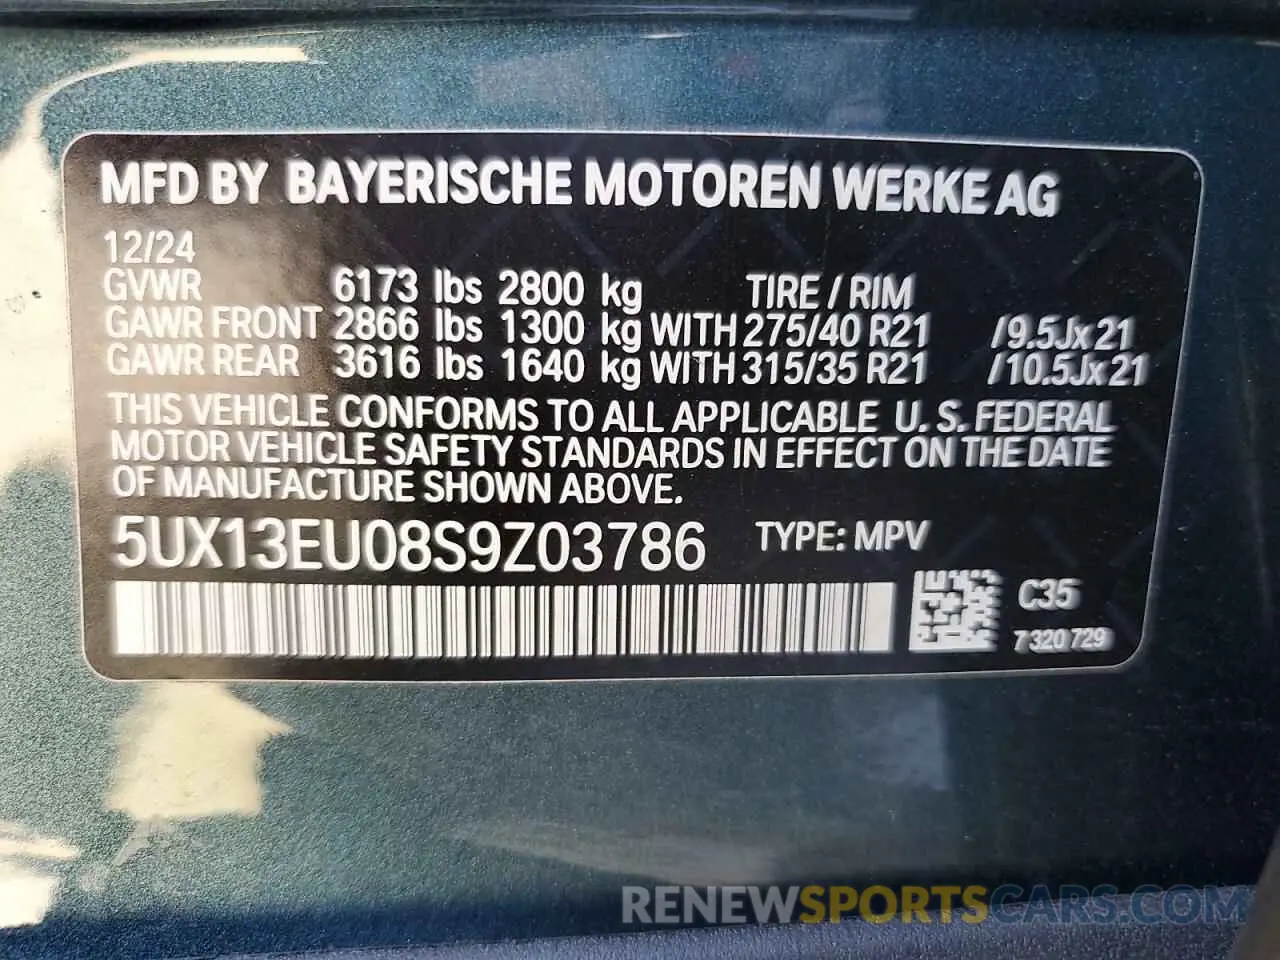 MFD BY BAYERISCHE MOTOREN WERKE AG
12/24
GVWR 6173 lbs 2800 kg TIRE / RIM
GAWR FRONT 2866 lbs 1300 kg WITH 275/40 R21 /9.5Jx21
GAWR REAR 3616 lbs 1640 kg WITH 315/35 R21 /10.5Jx21
THIS VEHICLE CONFORMS TO ALL APPLICABLE U.S. FEDERAL
MOTOR VEHICLE SAFETY STANDARDS IN EFFECT ON THE DATE
OF MANUFACTURE SHOWN ABOVE.
5UX13EU08S9Z03786 TYPE: MPV
C35
7 320 729
RENEWSPORTSCARS.COM